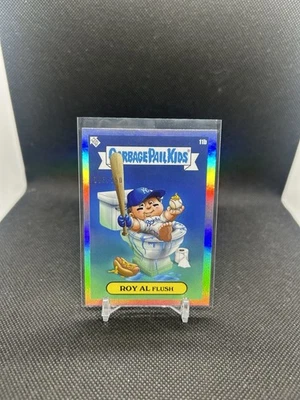 11b
GARBAGE PAIL KIDS
ROY AL FLUSH